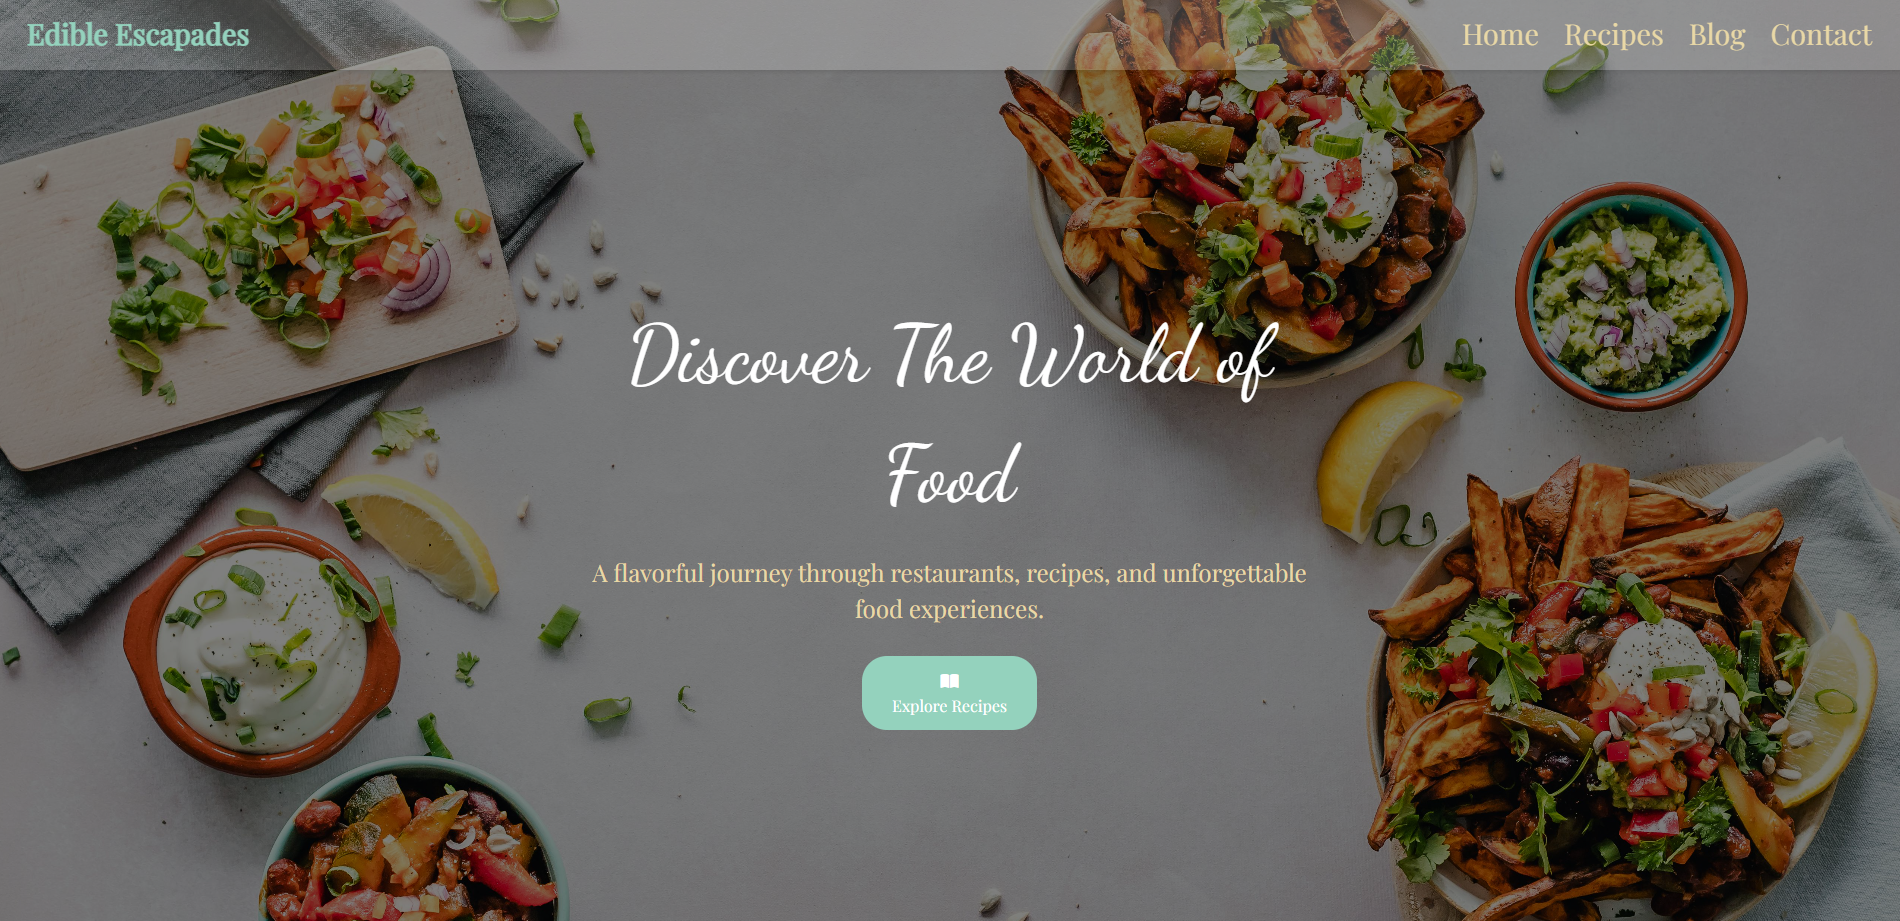 Edible Escapades
Home Recipes Blog Contact
Discover The World of
Food
A flavorful journey through restaurants, recipes, and unforgettable
food experiences.
Explore Recipes